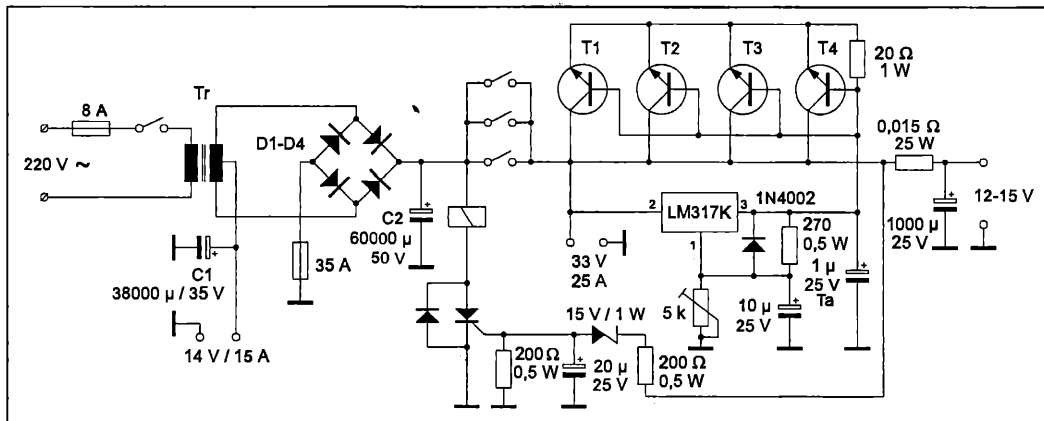 8 A
Tr
220 V ~
D1-D4
C1
38000 µ / 35 V
14 V / 15 A
35 A
C2
60000 µ
50 V
T1
T2
T3
T4
20 Ω
1 W
0,015 Ω
25 W
12-15 V
1000 µ
25 V
2
LM317K
3
1
1N4002
270
0,5 W
1 µ
25 V
Ta
33 V
25 A
5 k
10 µ
25 V
15 V / 1 W
200 Ω
0,5 W
20 µ
25 V
200 Ω
0,5 W